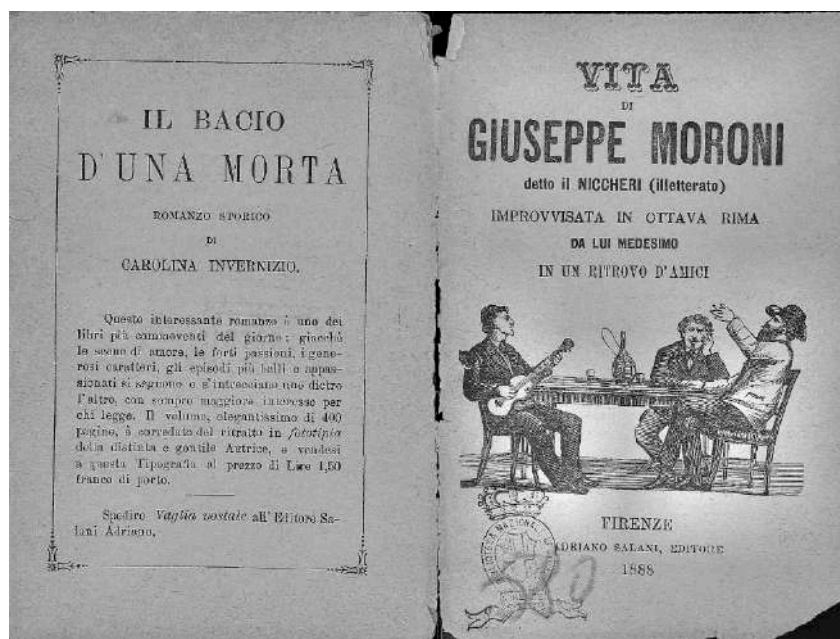 IL BACIO
D'UNA MORTA
ROMANZO STORICO
DI
CAROLINA INVERNIZIO.
Questo interessante romanzo è uno dei
libri più commoventi del giorno; giacchè
le scene di amore, le forti passioni, i gene-
rosi caratteri, gli episodi più belli e appas-
sionati si seguono e s'intrecciano uno dietro
l'altro, con sempre maggiore interesse per
chi legge. Il volume, elegantissimo di 400
pagine, è corredato del ritratto in fototipia
della distinta e gentile Autrice, e vendesi
a questa Tipografia al prezzo di Lire 1,50
franco di porto.
Spedire Vaglia postale all'Editore Sa-
lani Adriano.
VITA
DI
GIUSEPPE MORONI
detto il NICCHERI (illetterato)
IMPROVVISATA IN OTTAVA RIMA
DA LUI MEDESIMO
IN UN RITROVO D'AMICI
FIRENZE
ADRIANO SALANI, EDITORE
1888